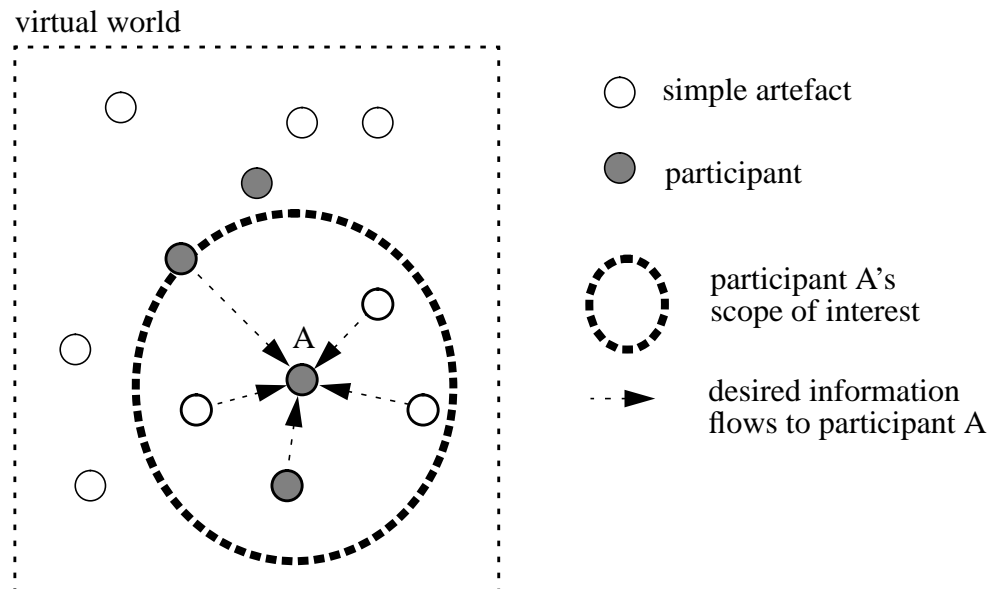 virtual world
simple artefact
participant
participant A's
scope of interest
A
desired information
flows to participant A